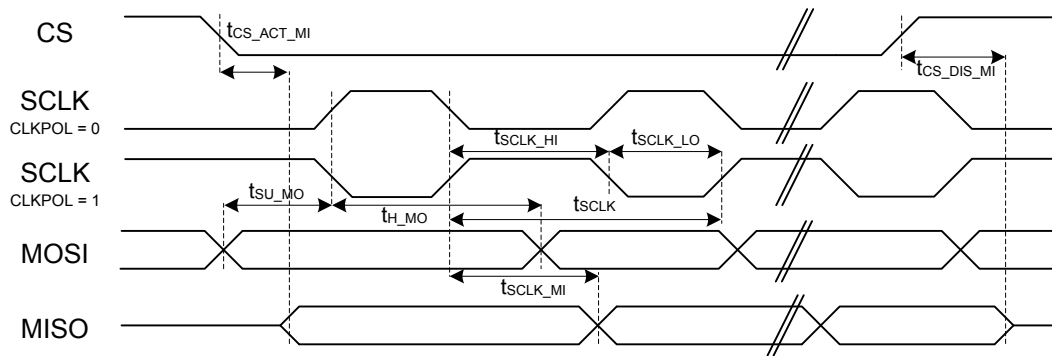 CS
tCS_ACT_MI
tCS_DIS_MI
SCLK
CLKPOL = 0
tSCLK_HI
tSCLK_LO
SCLK
CLKPOL = 1
tSU_MO
tH_MO
tSCLK
MOSI
tSCLK_MI
MISO